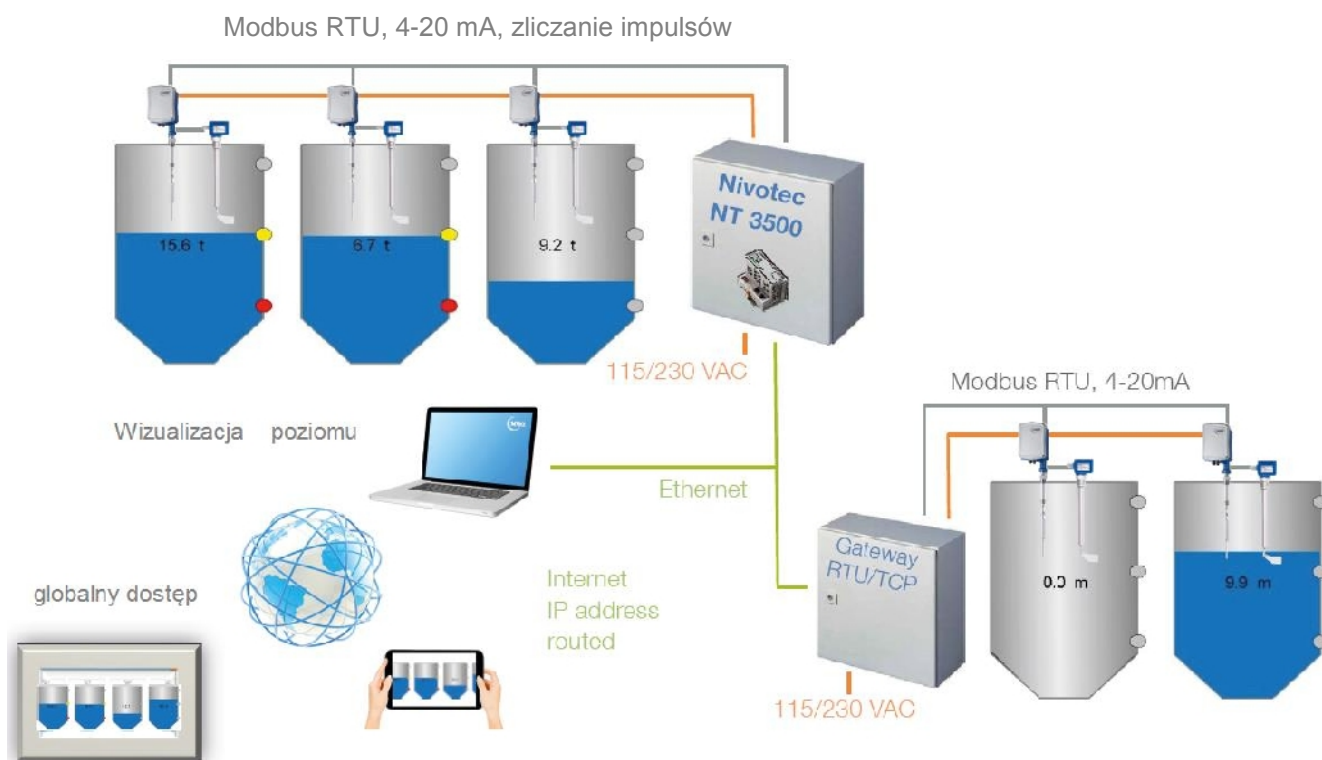 Modbus RTU, 4-20 mA, zliczanie impulsów
15.6 t
6.7 t
9.2 t
Nivotec
NT 3500
115/230 VAC
Modbus RTU, 4-20mA
Wizualizacja poziomu
Ethernet
Gateway
RTU/TCP
0.0 m
9.9 m
globalny dostęp
Internet
IP address
routed
115/230 VAC